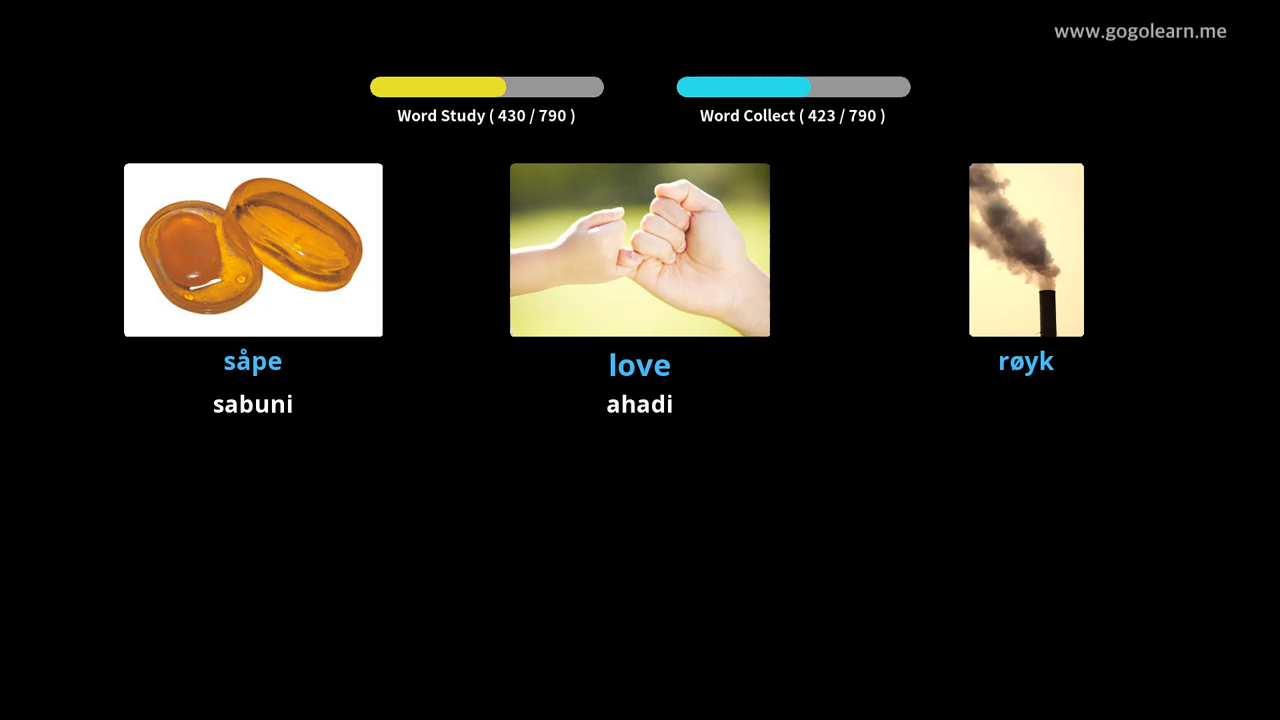 www.gogolearn.me
Word Study ( 430 / 790 )
Word Collect ( 423 / 790 )
såpe
love
røyk
sabuni
ahadi